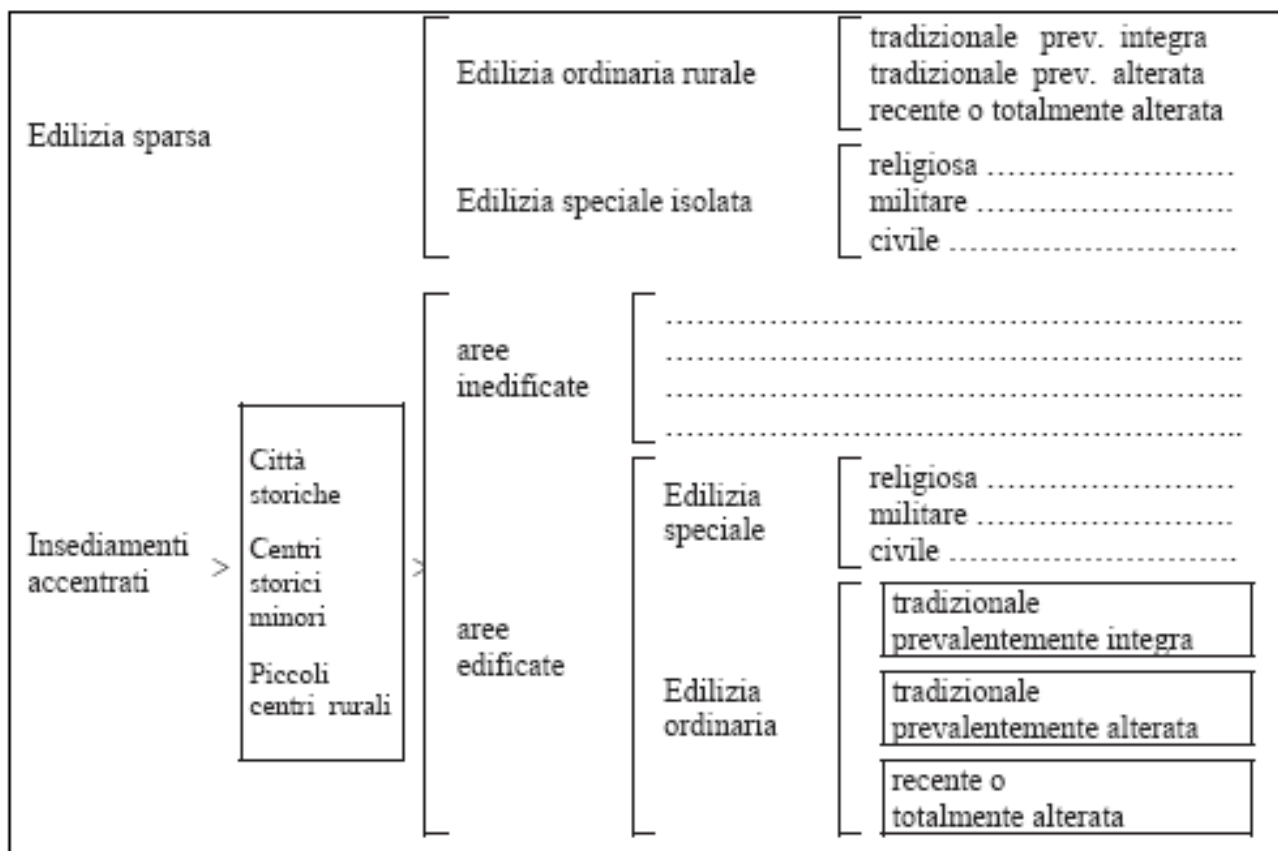 Edilizia sparsa
Edilizia ordinaria rurale
tradizionale prev. integra
tradizionale prev. alterata
recente o totalmente alterata
Edilizia speciale isolata
religiosa ……………………
militare ……………………
civile ………………………
Insediamenti
accentrati
>
Città
storiche
Centri
storici
minori
Piccoli
centri rurali
>
aree
inedificate
…………………………………………………..
…………………………………………………..
…………………………………………………..
…………………………………………………..
aree
edificate
Edilizia
speciale
religiosa ……………………
militare ……………………
civile ………………………
Edilizia
ordinaria
tradizionale
prevalentemente integra
tradizionale
prevalentemente alterata
recente o
totalmente alterata